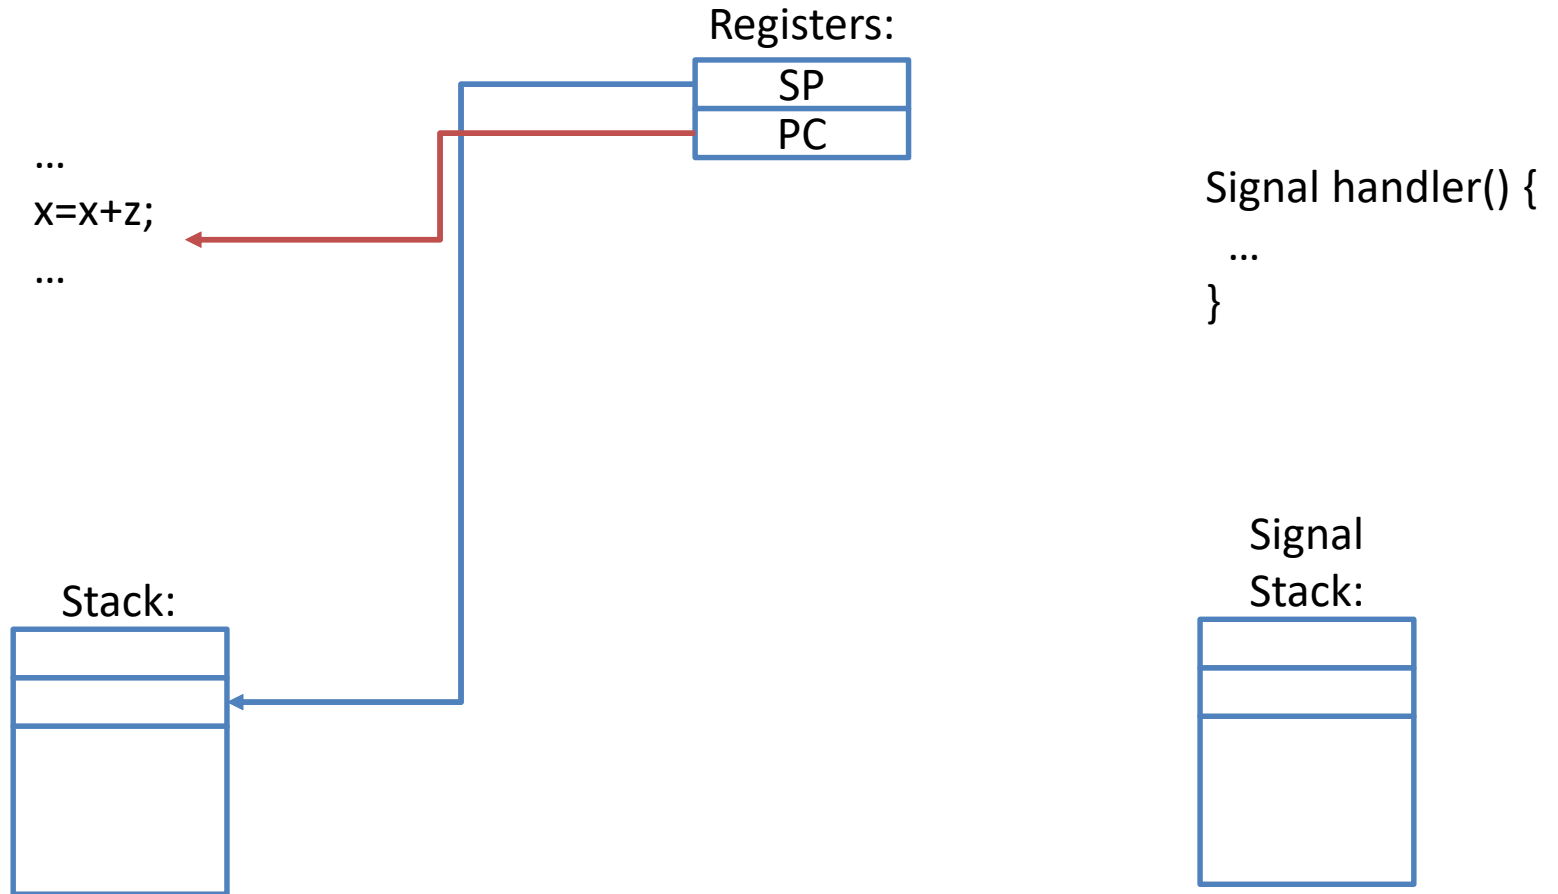 Registers:
SP
PC
…
x=x+z;
…
Signal handler() {
…
}
Stack:
Signal
Stack: